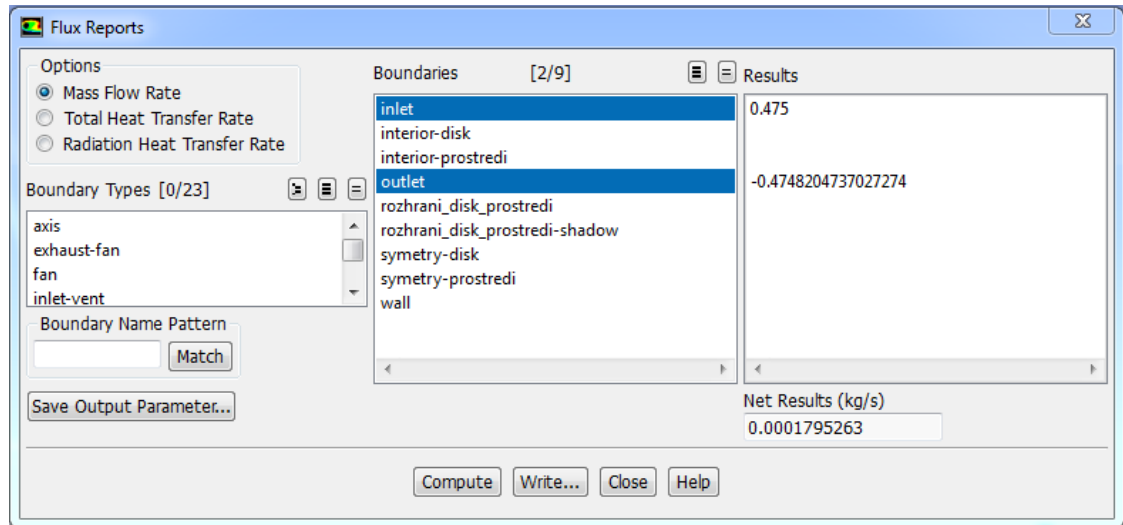 Flux Reports
Options
Mass Flow Rate
Total Heat Transfer Rate
Radiation Heat Transfer Rate
Boundary Types [0/23]
axis
exhaust-fan
fan
inlet-vent
Boundary Name Pattern
Match
Save Output Parameter...
Boundaries [2/9]
inlet
interior-disk
interior-prostredi
outlet
rozhrani_disk_prostredi
rozhrani_disk_prostredi-shadow
symetry-disk
symetry-prostredi
wall
Results
0.475
-0.4748204737027274
Net Results (kg/s)
0.0001795263
Compute Write... Close Help